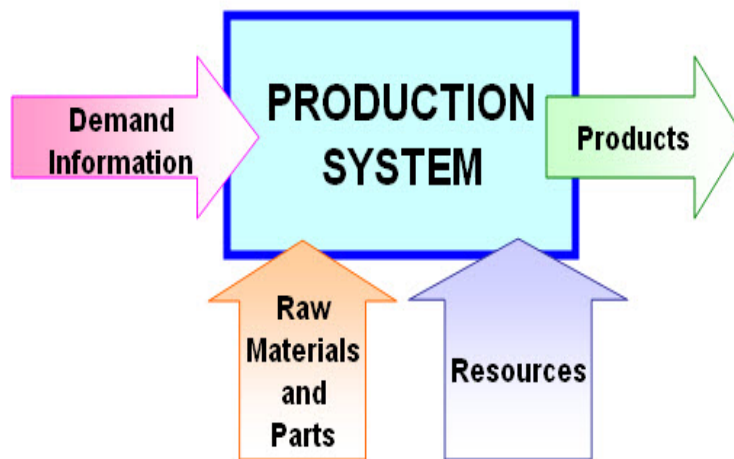 PRODUCTION
SYSTEM
Demand
Information
Products
Raw
Materials
and
Parts
Resources